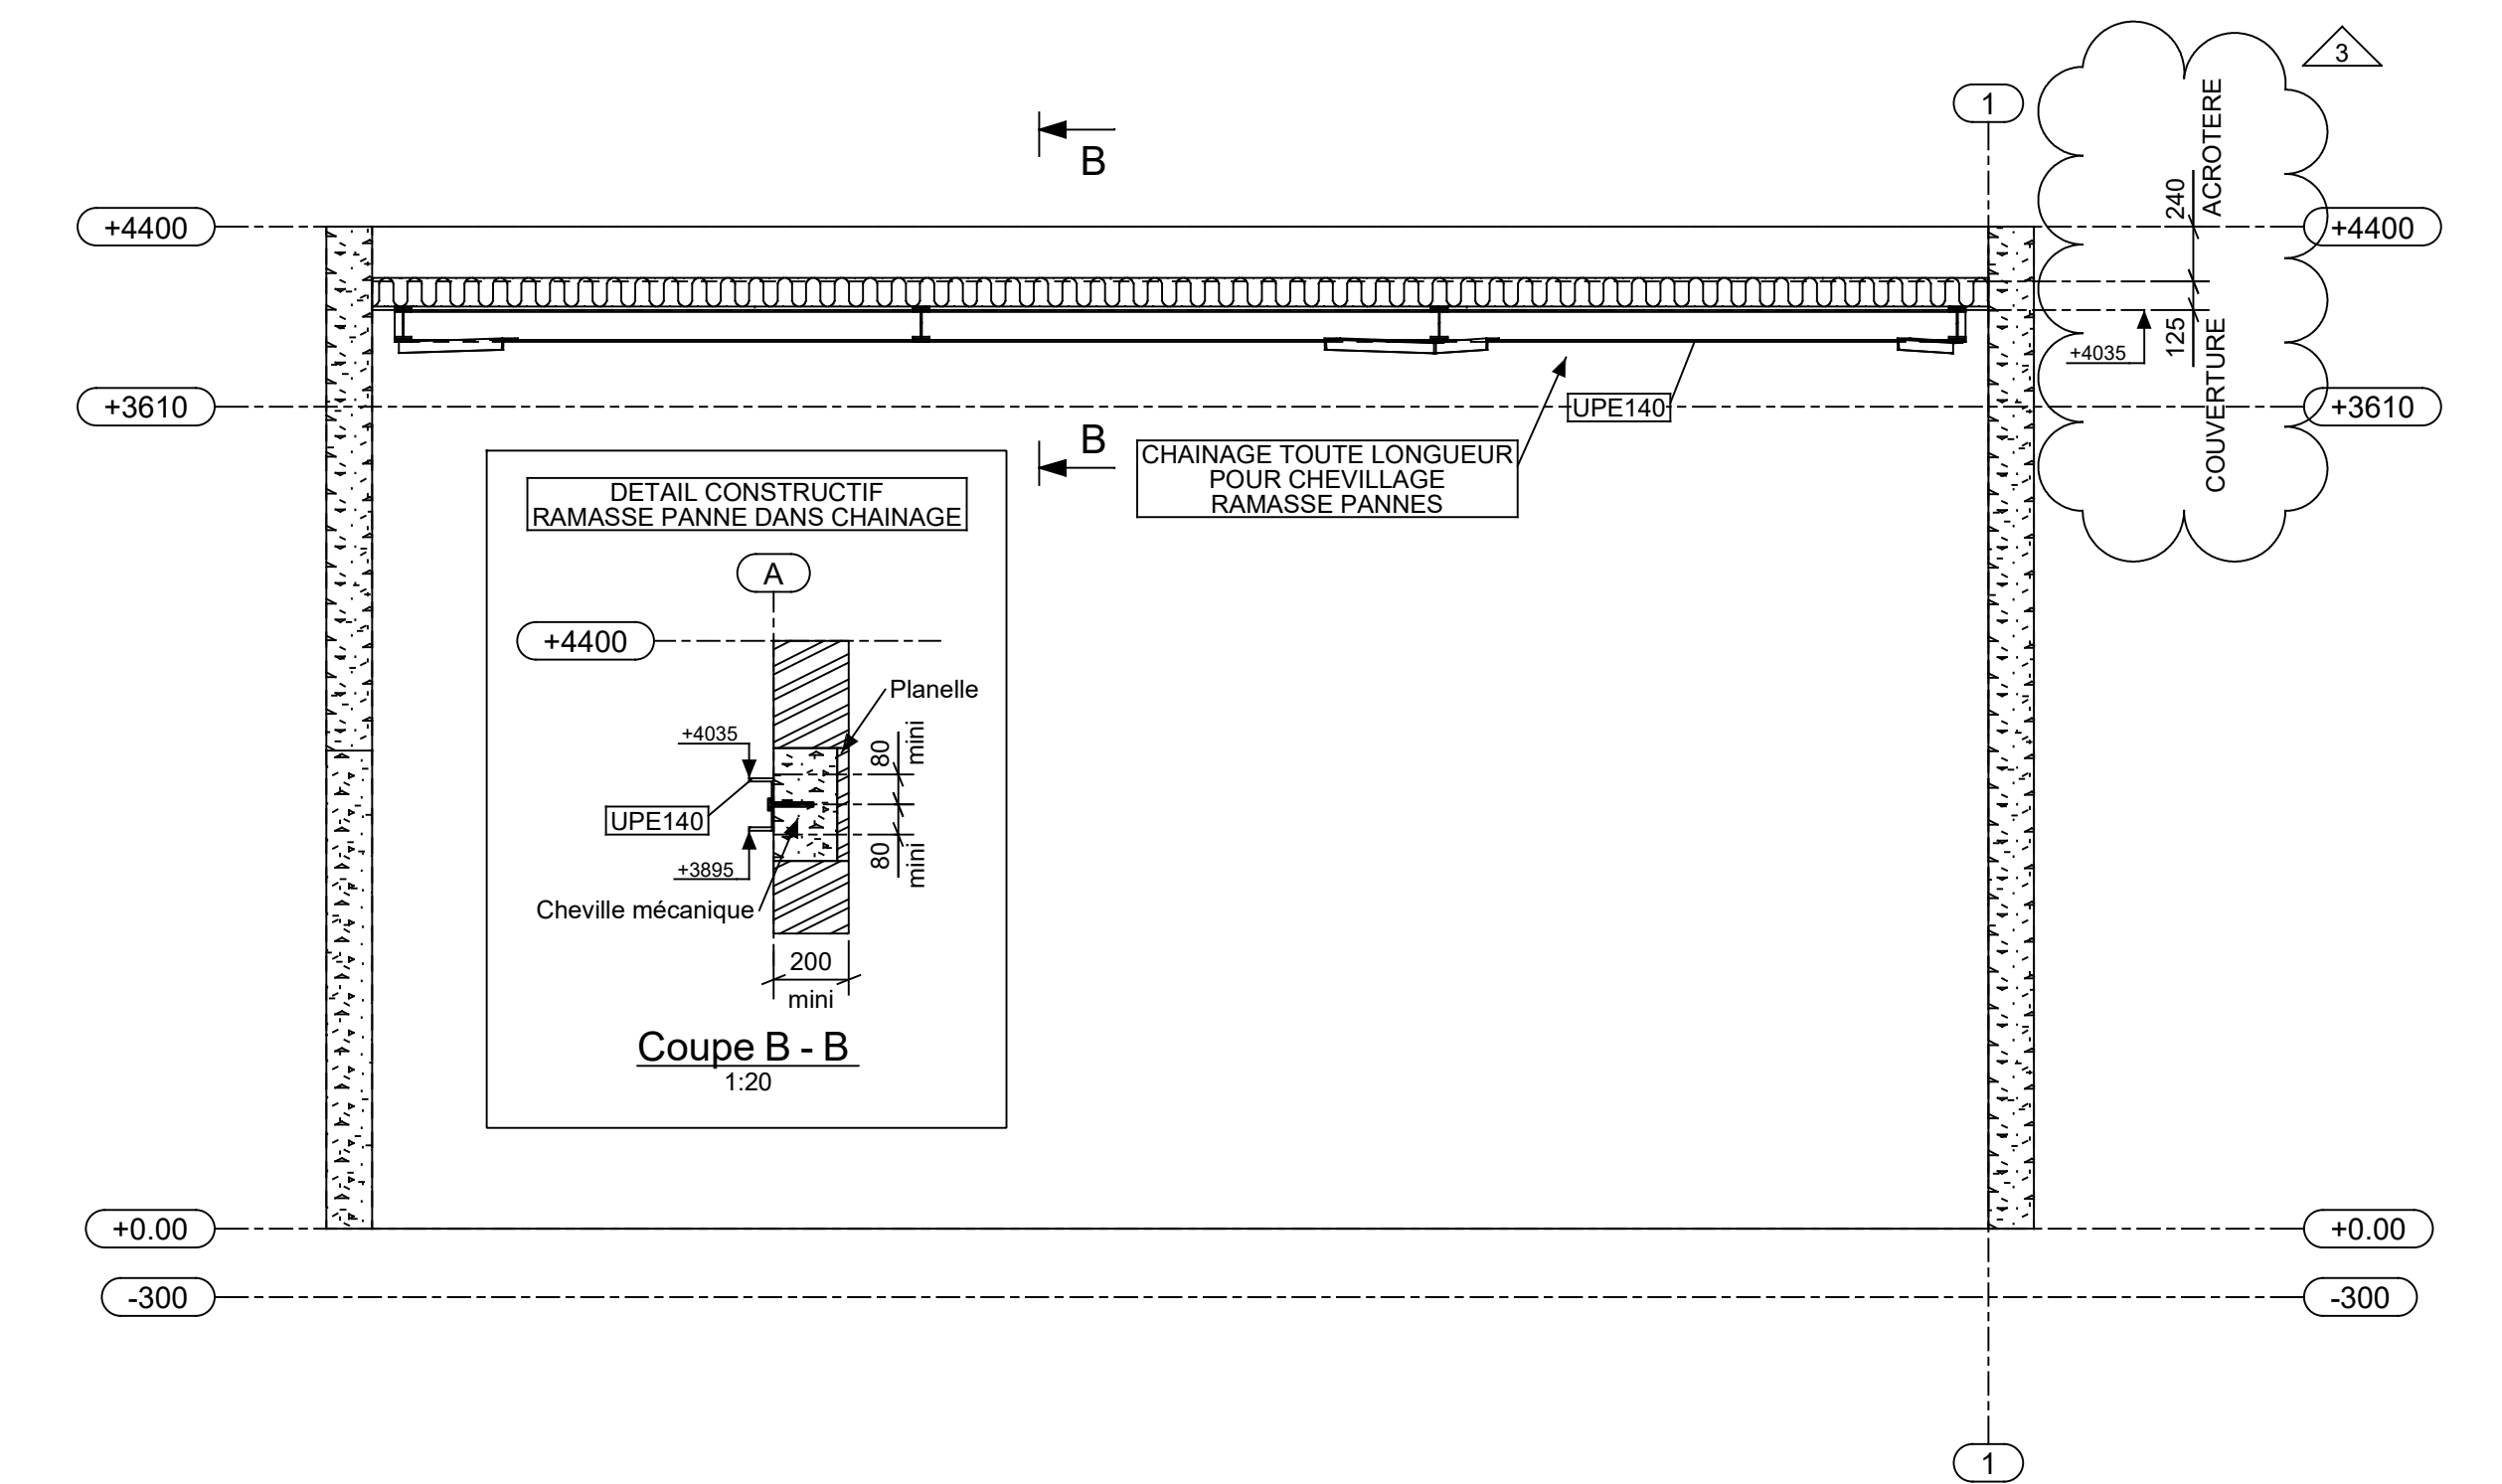 3
1
B
ACROTERE
240
+4400
+4400
125
+4035
COUVERTURE
+3610
UPE140
+3610
B
CHAINAGE TOUTE LONGUEUR
POUR CHEVILLAGE
RAMASSE PANNES
DETAIL CONSTRUCTIF
RAMASSE PANNE DANS CHAINAGE
A
+4400
Planelle
+4035
80
mini
UPE140
80
mini
+3895
Cheville mécanique
200
mini
Coupe B - B
1:20
+0.00
+0.00
-300
-300
1